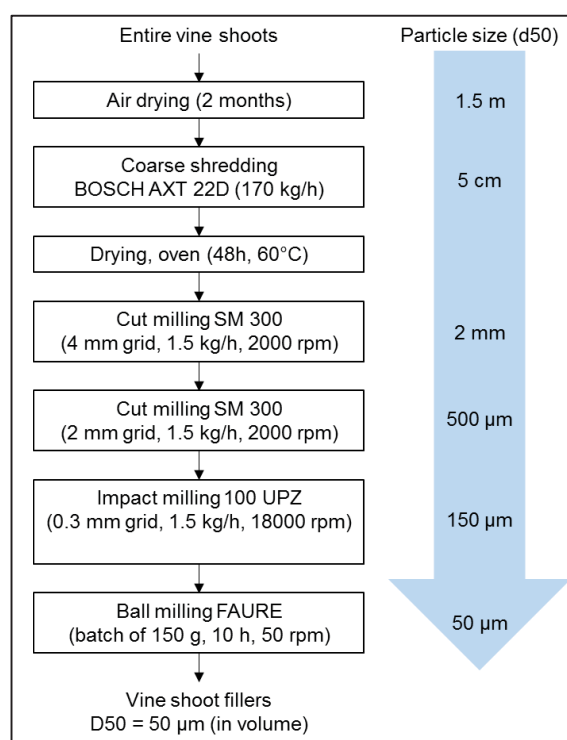 Entire vine shoots
Particle size (d50)
Air drying (2 months)
1.5 m
Coarse shredding
BOSCH AXT 22D (170 kg/h)
5 cm
Drying, oven (48h, 60°C)
Cut milling SM 300
(4 mm grid, 1.5 kg/h, 2000 rpm)
2 mm
Cut milling SM 300
(2 mm grid, 1.5 kg/h, 2000 rpm)
500 µm
Impact milling 100 UPZ
(0.3 mm grid, 1.5 kg/h, 18000 rpm)
150 µm
Ball milling FAURE
(batch of 150 g, 10 h, 50 rpm)
50 µm
Vine shoot fillers
D50 = 50 µm (in volume)